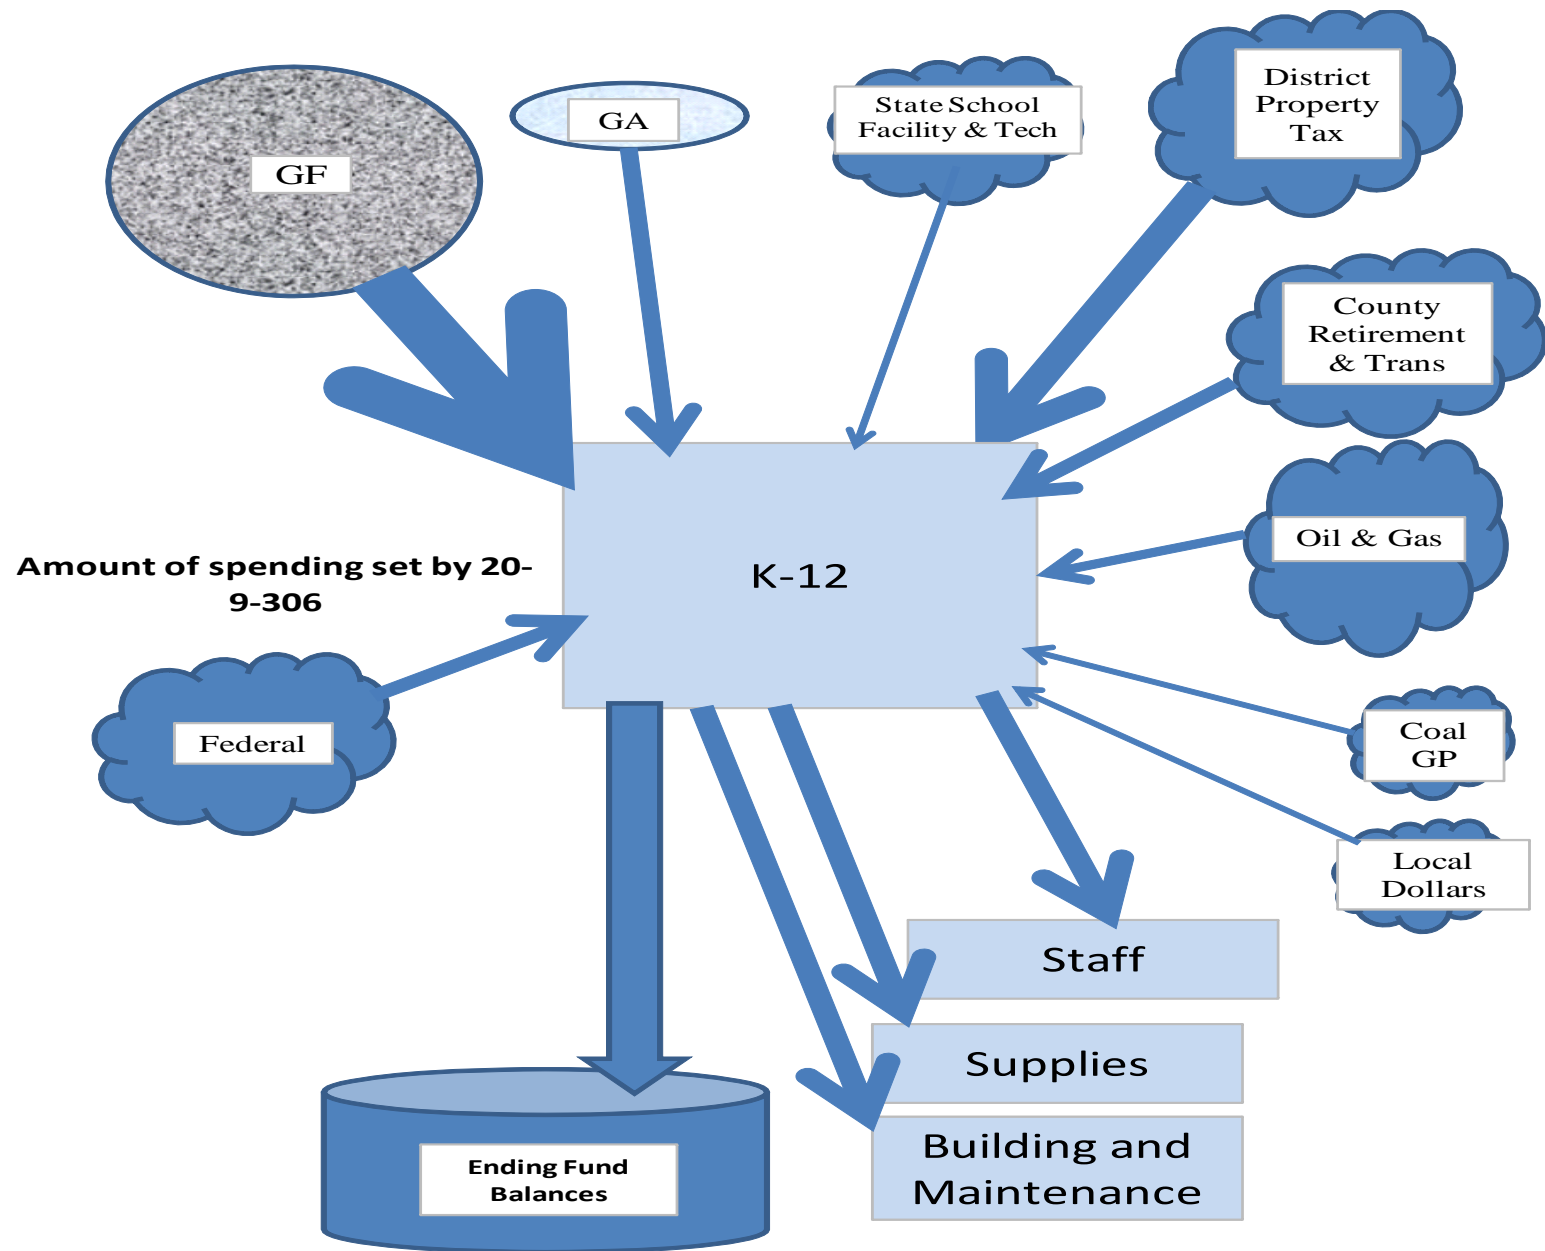 GF
GA
State School
Facility & Tech
District
Property
Tax
County
Retirement
& Trans
Oil & Gas
K-12
Amount of spending set by 20-
9-306
Federal
Coal
GP
Local
Dollars
Staff
Supplies
Building and
Maintenance
Ending Fund
Balances